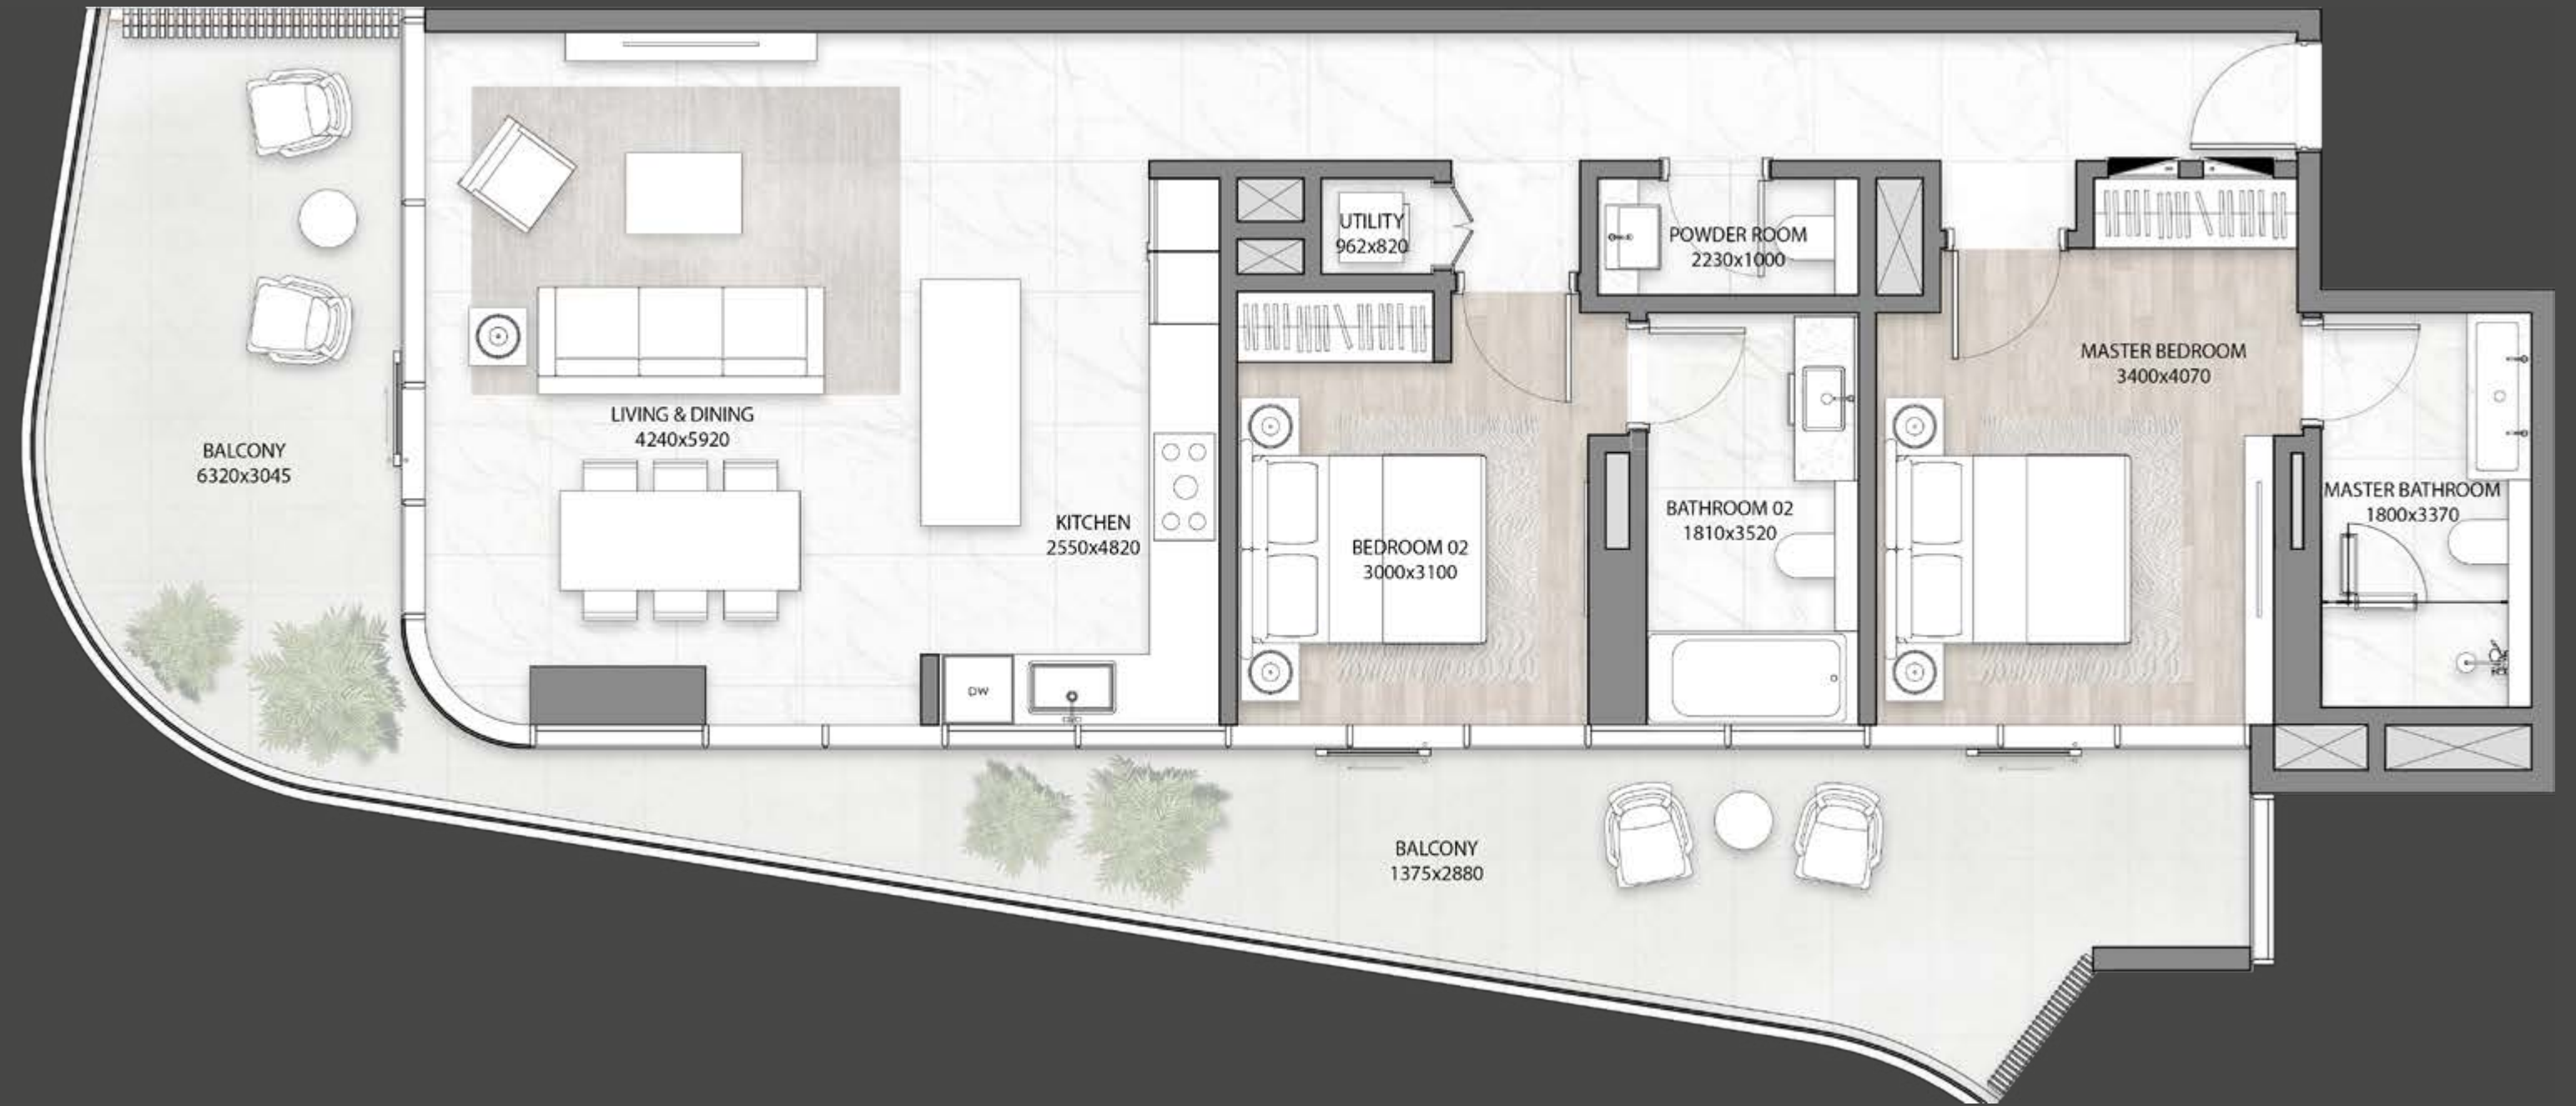 UTILITY
962x820
POWDER ROOM
2230x1000
MASTER BEDROOM
3400x4070
LIVING & DINING
4240x5920
BALCONY
6320x3045
KITCHEN
2550x4820
BEDROOM 02
3000x3100
BATHROOM 02
1810x3520
MASTER BATHROOM
1800x3370
DW
BALCONY
1375x2880